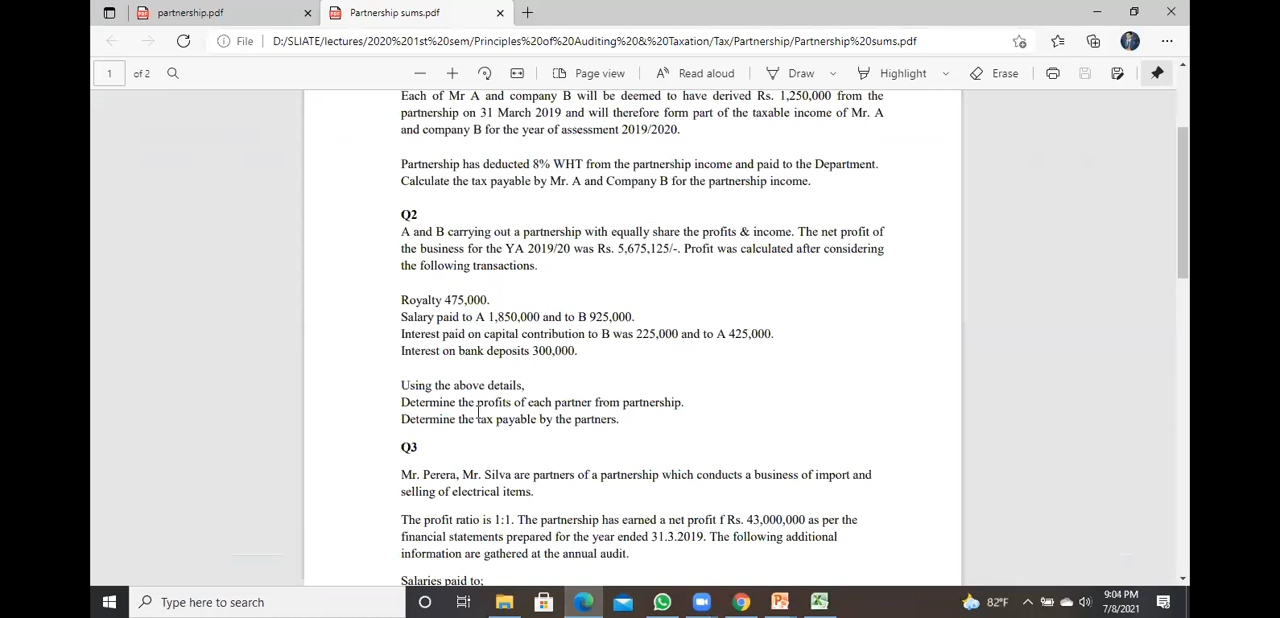 partnership.pdf
Partnership sums.pdf
File
D:/SLIATE/lectures/2020%201st%20sem/Principles%20of%20Auditing%20&%20Taxation/Tax/Partnership/Partnership%20sums.pdf
1 of 2
Page view
Read aloud
Draw
Highlight
Erase
Each of Mr A and company B will be deemed to have derived Rs. 1,250,000 from the
partnership on 31 March 2019 and will therefore form part of the taxable income of Mr. A
and company B for the year of assessment 2019/2020.
Partnership has deducted 8% WHT from the partnership income and paid to the Department.
Calculate the tax payable by Mr. A and Company B for the partnership income.
Q2
A and B carrying out a partnership with equally share the profits & income. The net profit of
the business for the YA 2019/20 was Rs. 5,675,125/-. Profit was calculated after considering
the following transactions.
Royalty 475,000.
Salary paid to A 1,850,000 and to B 925,000.
Interest paid on capital contribution to B was 225,000 and to A 425,000.
Interest on bank deposits 300,000.
Using the above details,
Determine the profits of each partner from partnership.
Determine the tax payable by the partners.
Q3
Mr. Perera, Mr. Silva are partners of a partnership which conducts a business of import and
selling of electrical items.
The profit ratio is 1:1. The partnership has earned a net profit f Rs. 43,000,000 as per the
financial statements prepared for the year ended 31.3.2019. The following additional
information are gathered at the annual audit.
Salaries paid to;
Type here to search
82°F
9:04 PM
7/8/2021